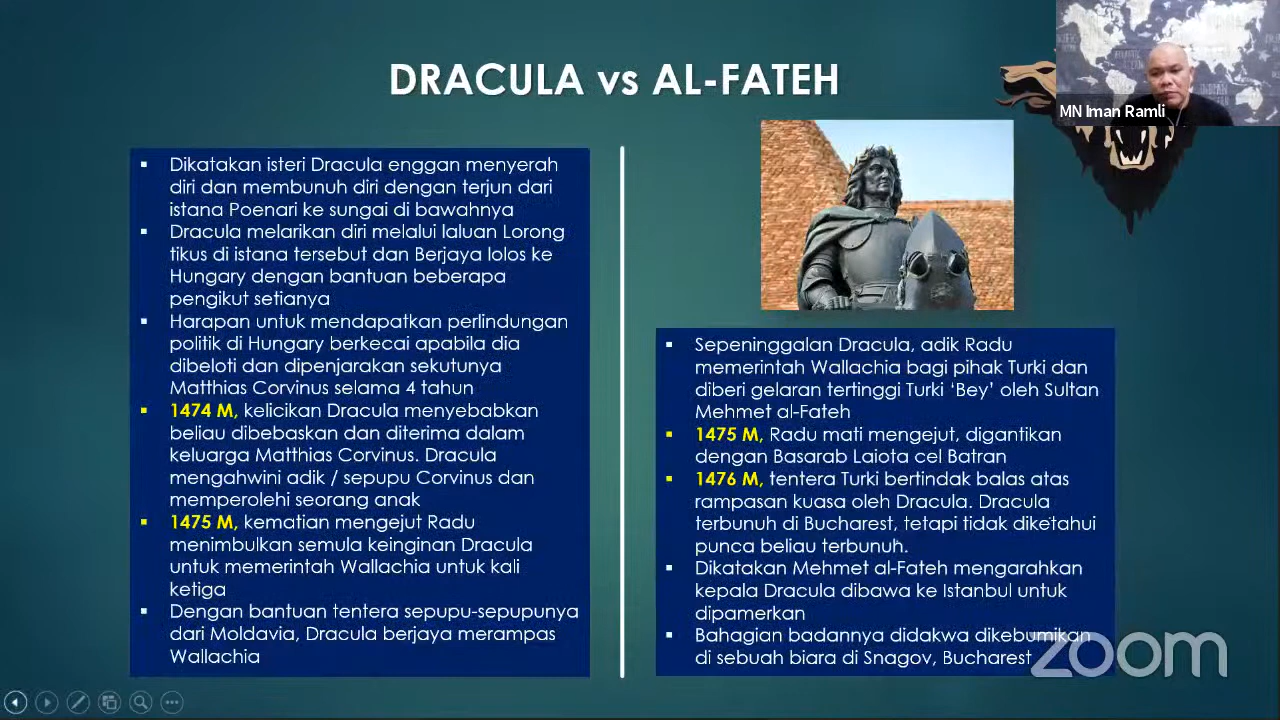 DRACULA vs AL-FATEH
MN Iman Ramli
▪ Dikatakan isteri Dracula enggan menyerah
diri dan membunuh diri dengan terjun dari
istana Poenari ke sungai di bawahnya
▪ Dracula melarikan diri melalui laluan Lorong
tikus di istana tersebut dan Berjaya lolos ke
Hungary dengan bantuan beberapa
pengikut setianya
▪ Harapan untuk mendapatkan perlindungan
politik di Hungary berkecai apabila dia
dibeloti dan dipenjarakan sekutunya
Matthias Corvinus selama 4 tahun
▪ 1474 M, kelicikan Dracula menyebabkan
beliau dibebaskan dan diterima dalam
keluarga Matthias Corvinus. Dracula
mengahwini adik / sepupu Corvinus dan
memperolehi seorang anak
▪ 1475 M, kematian mengejut Radu
menimbulkan semula keinginan Dracula
untuk memerintah Wallachia untuk kali
ketiga
▪ Dengan bantuan tentera sepupu-sepupunya
dari Moldavia, Dracula berjaya merampas
Wallachia
▪ Sepeninggalan Dracula, adik Radu
memerintah Wallachia bagi pihak Turki dan
diberi gelaran tertinggi Turki ‘Bey’ oleh Sultan
Mehmet al-Fateh
▪ 1475 M, Radu mati mengejut, digantikan
dengan Basarab Laiota cel Batran
▪ 1476 M, tentera Turki bertindak balas atas
rampasan kuasa oleh Dracula. Dracula
terbunuh di Bucharest, tetapi tidak diketahui
punca beliau terbunuh.
▪ Dikatakan Mehmet al-Fateh mengarahkan
kepala Dracula dibawa ke Istanbul untuk
dipamerkan
▪ Bahagian badannya didakwa dikebumikan
di sebuah biara di Snagov, Bucharest
zoom